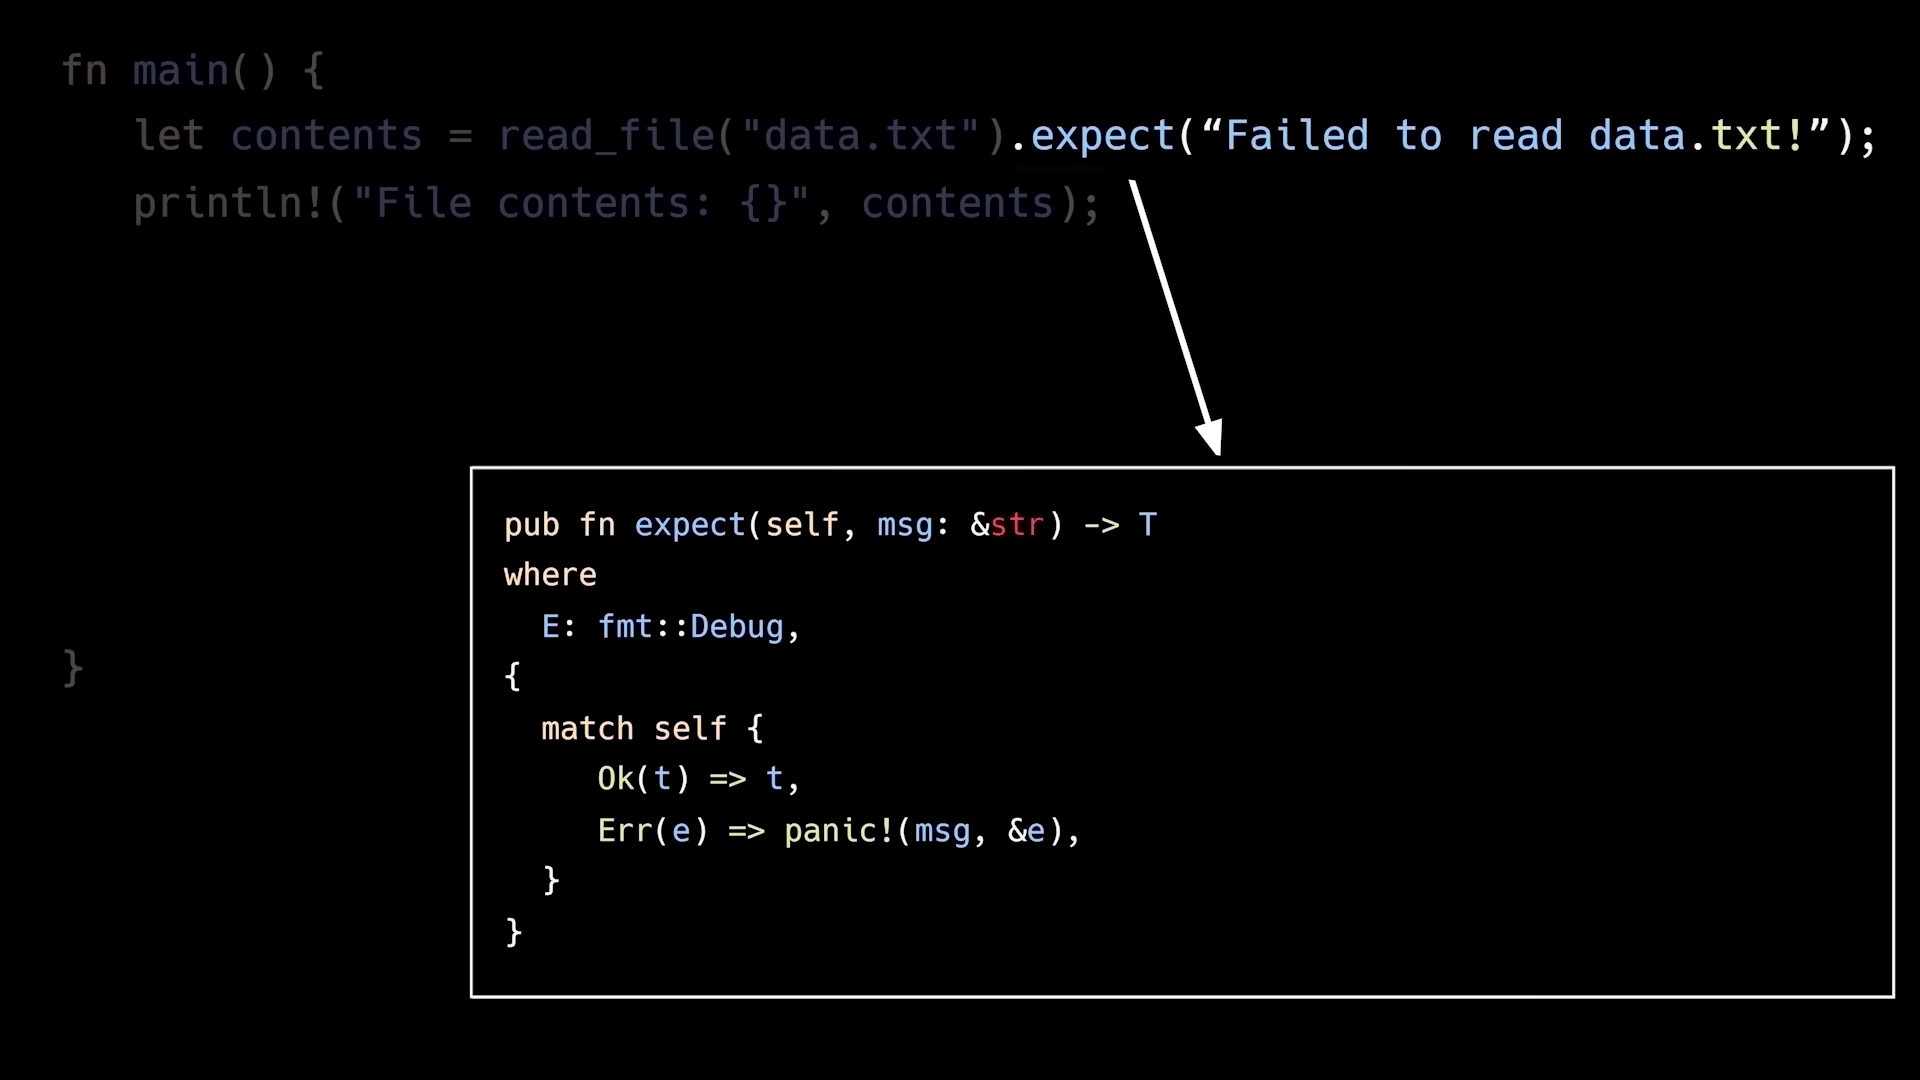 fn main() {
let contents = read_file("data.txt").expect(“Failed to read data.txt!”);
println!("File contents: {}", contents);
}
pub fn expect(self, msg: &str) -> T
where
E: fmt::Debug,
{
match self {
Ok(t) => t,
Err(e) => panic!(msg, &e),
}
}